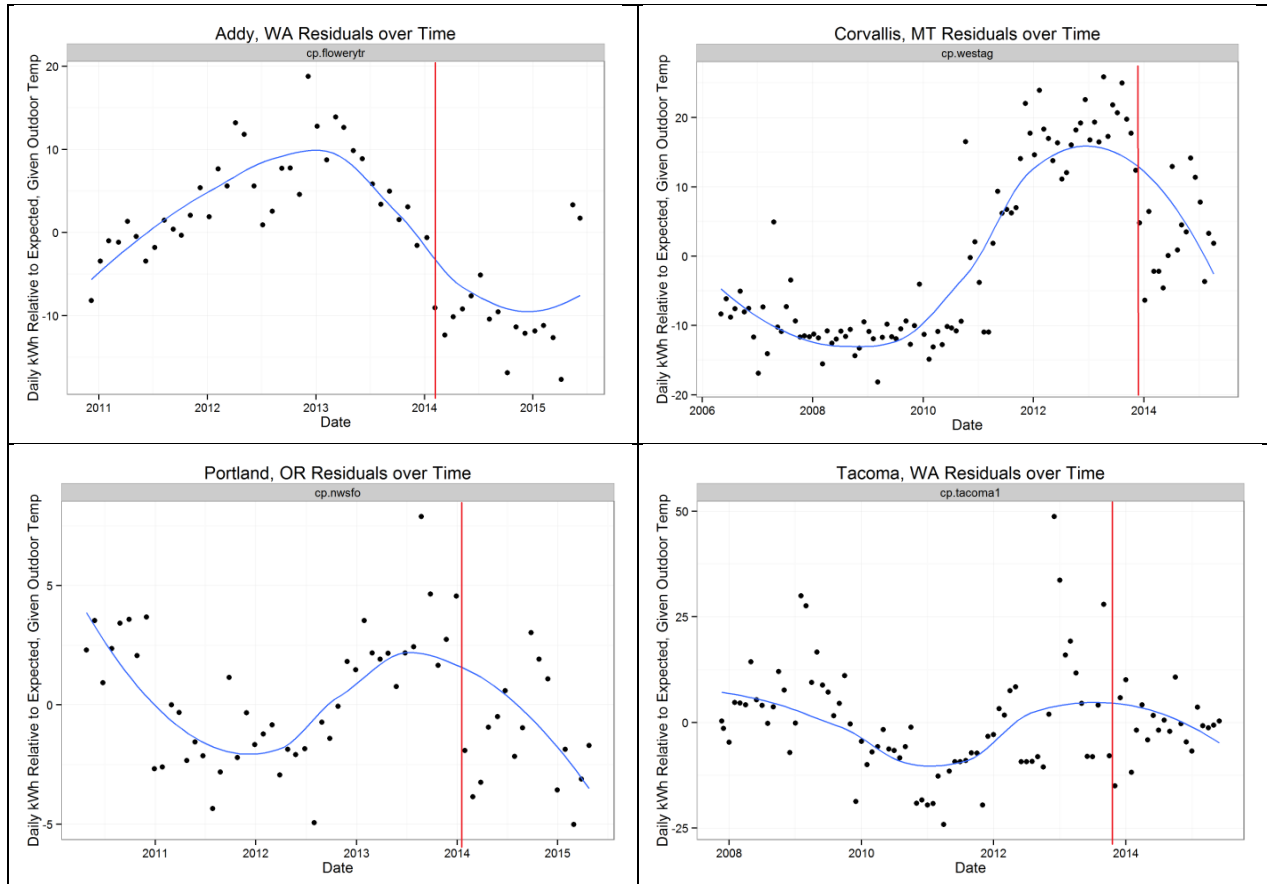 Addy, WA Residuals over Time
cp.flowerytr
Daily kWh Relative to Expected, Given Outdoor Temp
20
10
0
-10
2011
2012
2013
2014
2015
Date
Corvallis, MT Residuals over Time
cp.westag
Daily kWh Relative to Expected, Given Outdoor Temp
20
10
0
-10
-20
2006
2008
2010
2012
2014
Date
Portland, OR Residuals over Time
cp.nwsfo
Daily kWh Relative to Expected, Given Outdoor Temp
5
0
-5
2011
2012
2013
2014
2015
Date
Tacoma, WA Residuals over Time
cp.tacoma1
Daily kWh Relative to Expected, Given Outdoor Temp
50
25
0
-25
2008
2010
2012
2014
Date